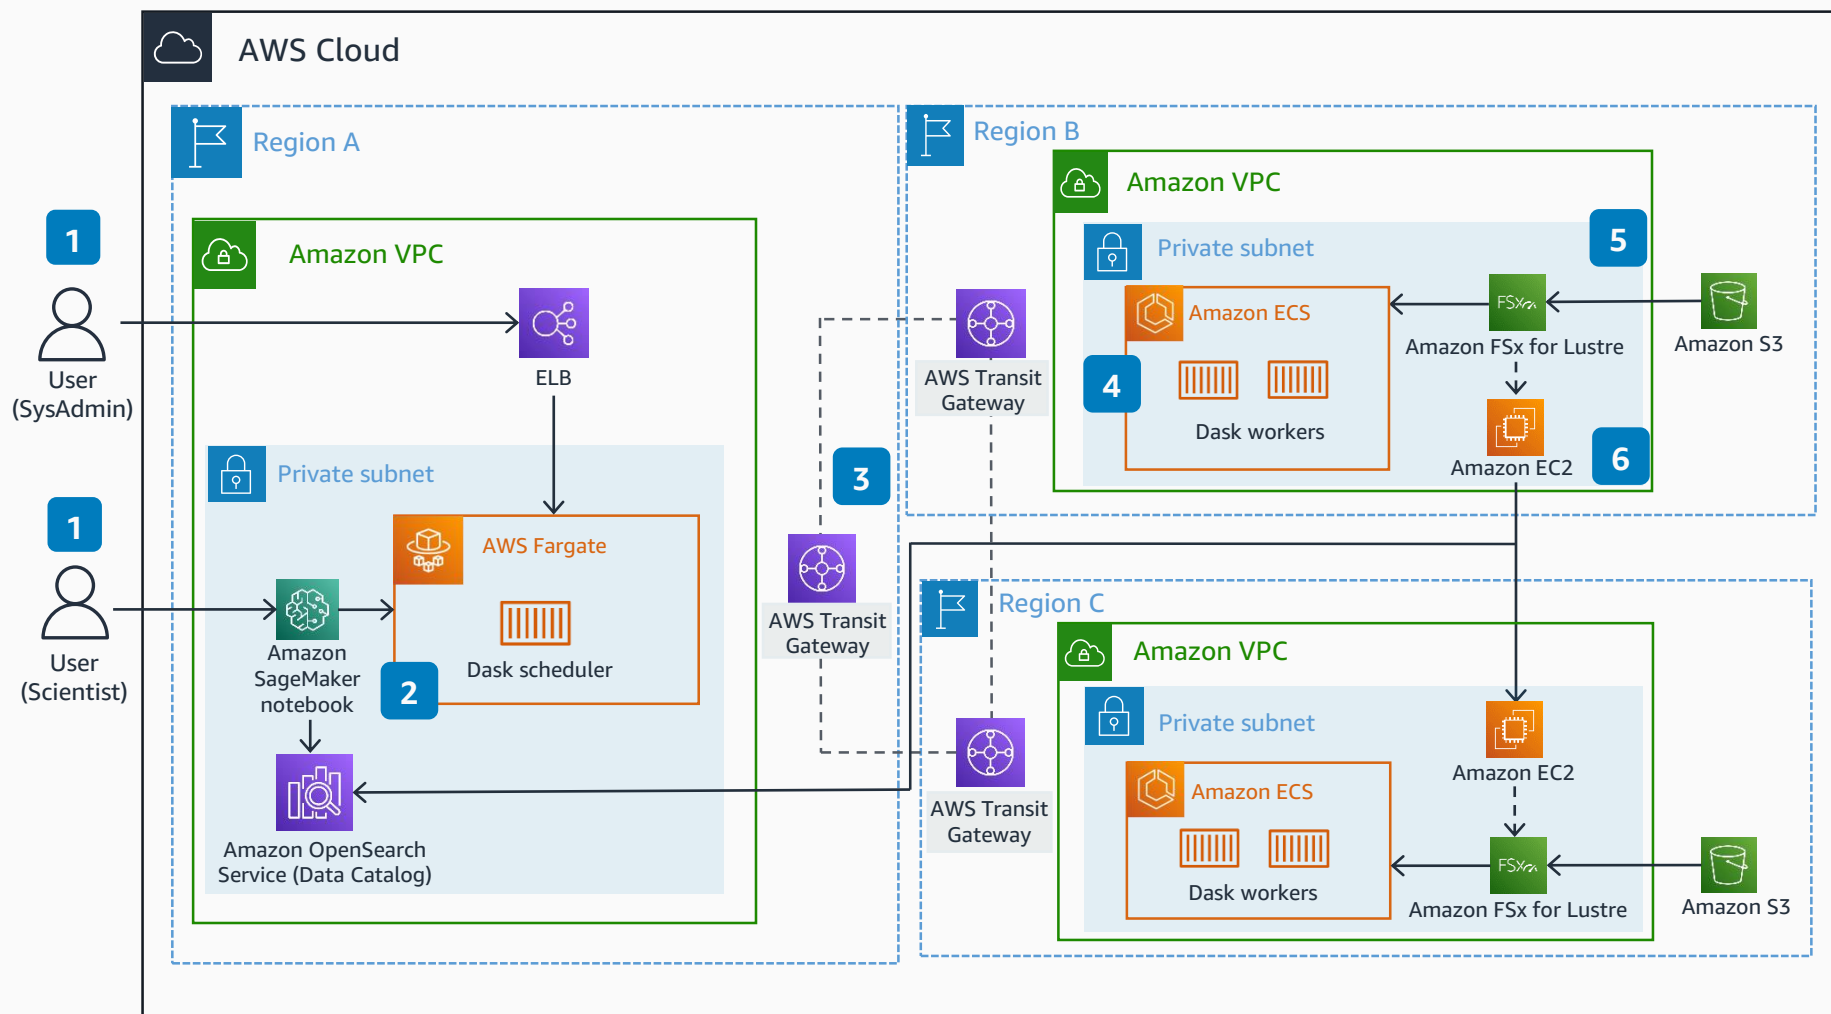 AWS Cloud
Region A
1
User
(SysAdmin)
1
User
(Scientist)
Amazon VPC
ELB
Private subnet
AWS Fargate
Dask scheduler
2
Amazon
SageMaker
notebook
Amazon OpenSearch
Service (Data Catalog)
3
AWS Transit
Gateway
AWS Transit
Gateway
AWS Transit
Gateway
Region B
Amazon VPC
Private subnet
5
Amazon ECS
4
Dask workers
FSx
Amazon FSx for Lustre
Amazon S3
Amazon EC2
6
Region C
Amazon VPC
Private subnet
Amazon EC2
Amazon ECS
Dask workers
FSx
Amazon FSx for Lustre
Amazon S3